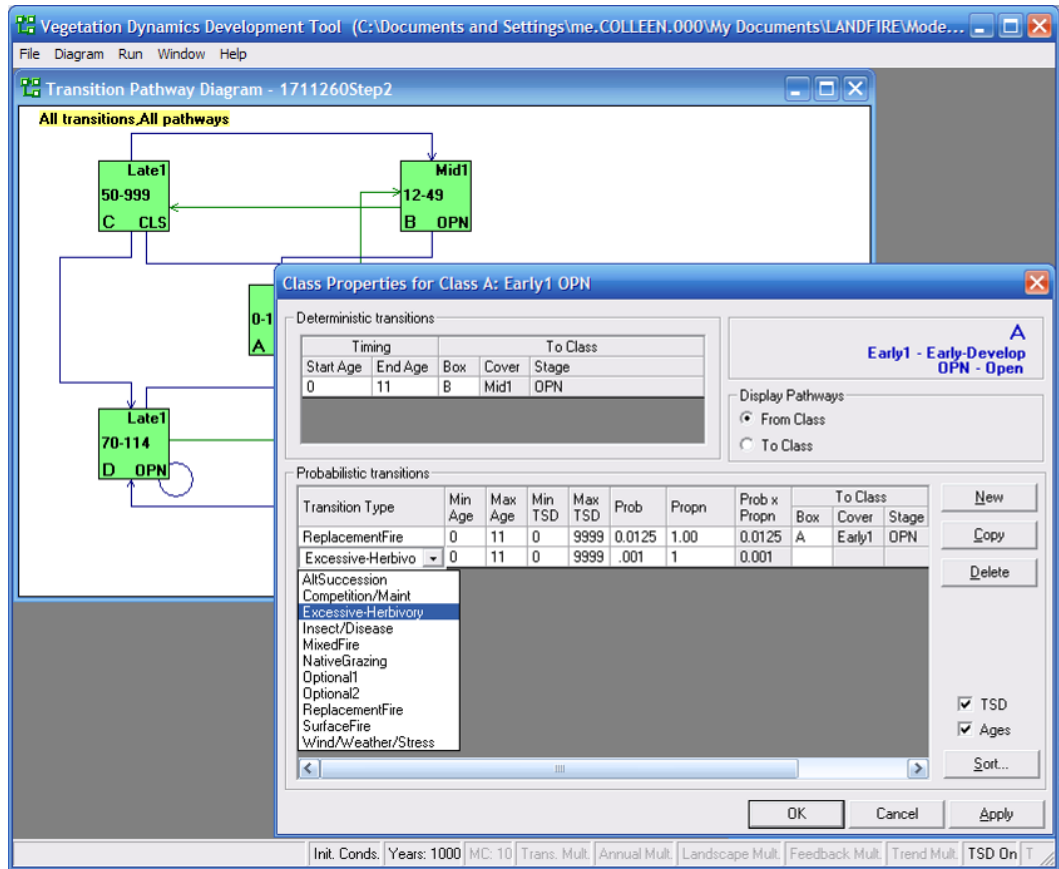 Vegetation Dynamics Development Tool (C:\Documents and Settings\me.COLLEEN.000\My Documents\LANDFIRE\Mode...
File Diagram Run Window Help
Transition Pathway Diagram - 1711260Step2
All transitions,All pathways
Late1
50-999
C CLS
Mid1
12-49
B OPN
0-1
A
Late1
70-114
D OPN
Class Properties for Class A: Early1 OPN
Deterministic transitions
Timing To Class
Start Age End Age Box Cover Stage
0 11 B Mid1 OPN
A
Early1 - Early-Develop
OPN - Open
Display Pathways
From Class
To Class
Probabilistic transitions
Transition Type Min Age Max Age Min TSD Max TSD Prob Propn Prob x Propn To Class Box Cover Stage
ReplacementFire 0 11 0 9999 0.0125 1.00 0.0125 A Early1 OPN
Excessive-Herbivo 0 11 0 9999 .001 1 0.001
AltSuccession
Competition/Maint
Excessive-Herbivory
Insect/Disease
MixedFire
NativeGrazing
Optional1
Optional2
ReplacementFire
SurfaceFire
Wind/Weather/Stress
New
Copy
Delete
TSD
Ages
Sort...
OK Cancel Apply
Init. Conds. Years: 1000 MC: 10 Trans. Mult. Annual Mult. Landscape Mult. Feedback Mult. Trend Mult. TSD On T